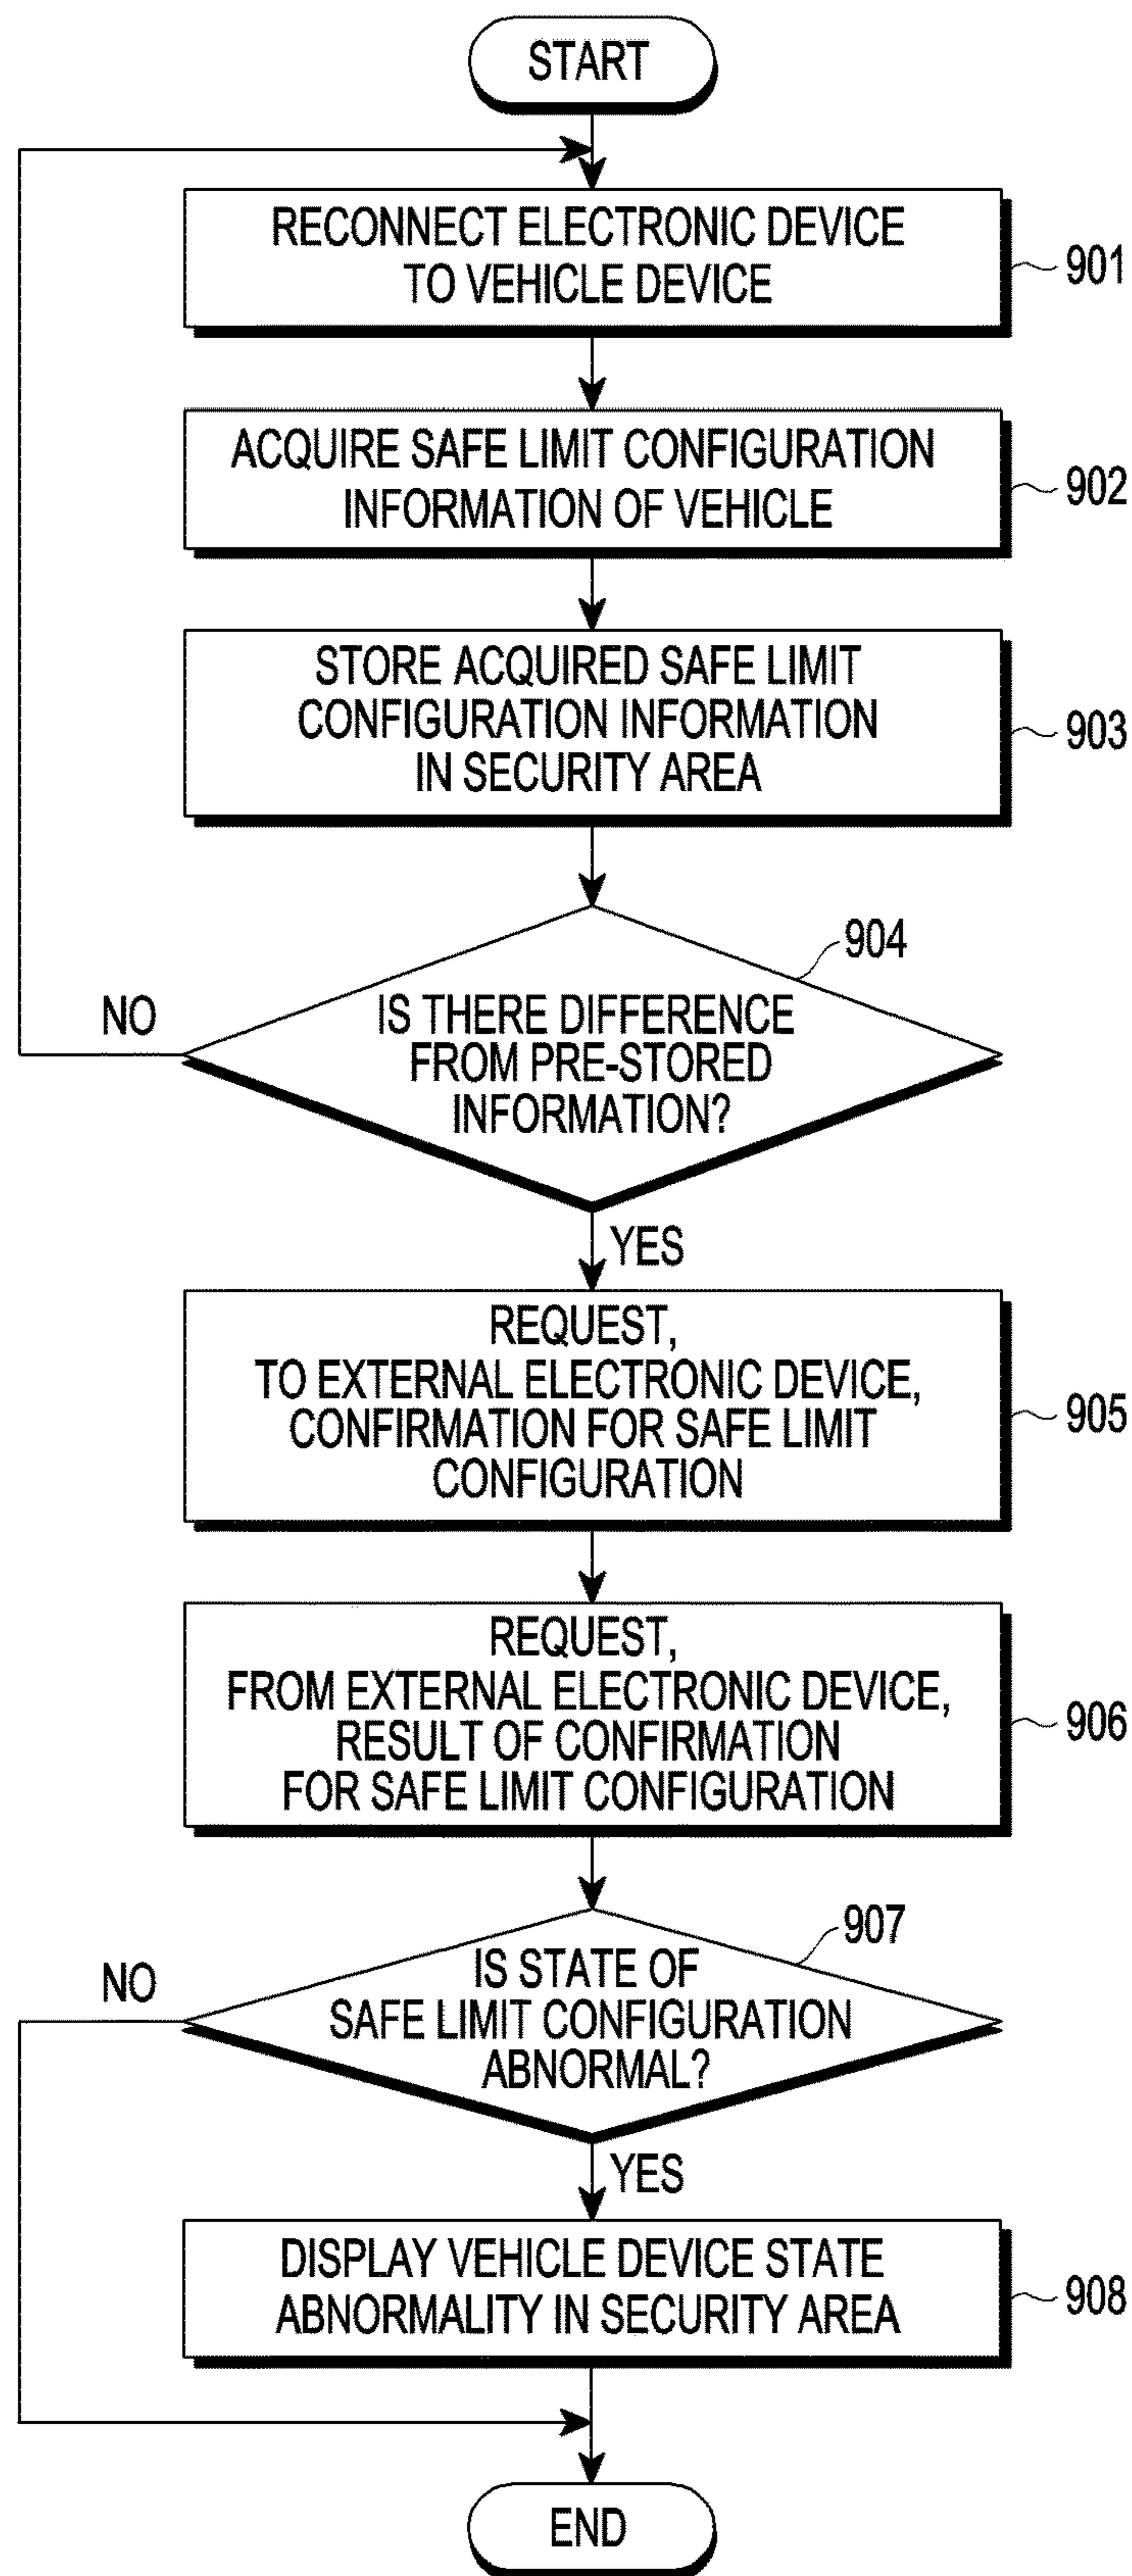 START
RECONNECT ELECTRONIC DEVICE
TO VEHICLE DEVICE
901
ACQUIRE SAFE LIMIT CONFIGURATION
INFORMATION OF VEHICLE
902
STORE ACQUIRED SAFE LIMIT
CONFIGURATION INFORMATION
IN SECURITY AREA
903
904
NO
IS THERE DIFFERENCE
FROM PRE-STORED
INFORMATION?
YES
REQUEST,
TO EXTERNAL ELECTRONIC DEVICE,
CONFIRMATION FOR SAFE LIMIT
CONFIGURATION
905
REQUEST,
FROM EXTERNAL ELECTRONIC DEVICE,
RESULT OF CONFIRMATION
FOR SAFE LIMIT CONFIGURATION
906
907
NO
IS STATE OF
SAFE LIMIT CONFIGURATION
ABNORMAL?
YES
DISPLAY VEHICLE DEVICE STATE
ABNORMALITY IN SECURITY AREA
908
END